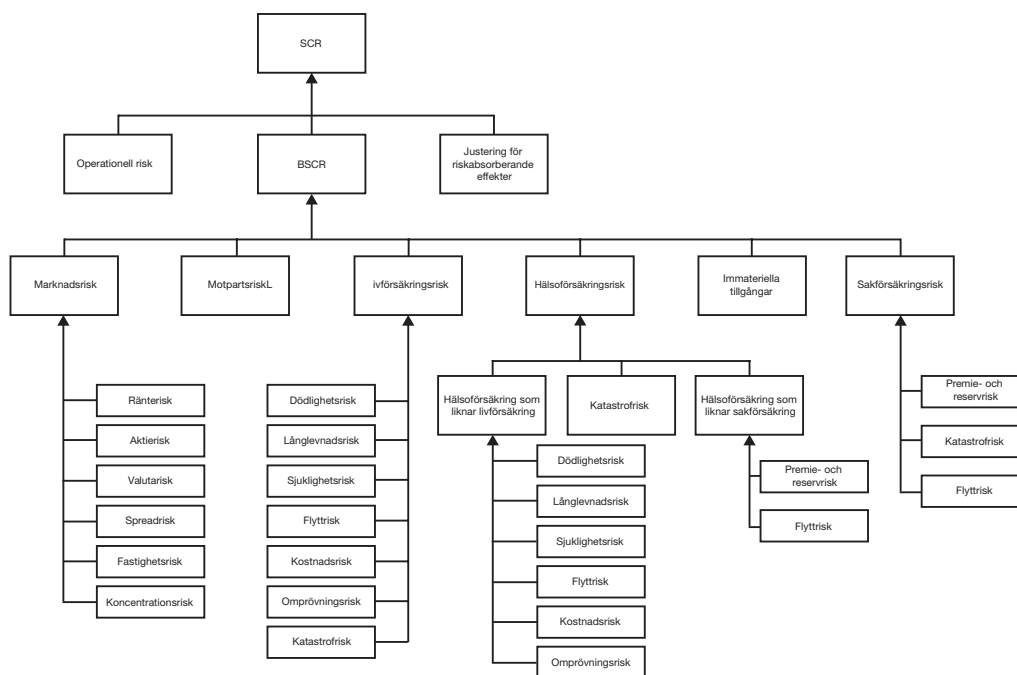 SCR
Operationell risk
BSCR
Justering för
riskabsorberande
effekter
Marknadsrisk
MotpartsriskL
ivförsäkringsrisk
Hälsoförsäkringsrisk
Immateriella
tillgångar
Sakförsäkringsrisk
Ränterisk
Aktierisk
Valutarisk
Spreadrisk
Fastighetsrisk
Koncentrationsrisk
Dödlighetsrisk
Långlevnadsrisk
Sjuklighetsrisk
Flyttrisk
Kostnadsrisk
Omprövningsrisk
Katastrofrisk
Hälsoförsäkring som
liknar livförsäkring
Katastrofrisk
Hälsoförsäkring som
liknar sakförsäkring
Dödlighetsrisk
Långlevnadsrisk
Sjuklighetsrisk
Flyttrisk
Kostnadsrisk
Omprövningsrisk
Premie- och
reservrisk
Flyttrisk
Premie- och
reservrisk
Katastrofrisk
Flyttrisk